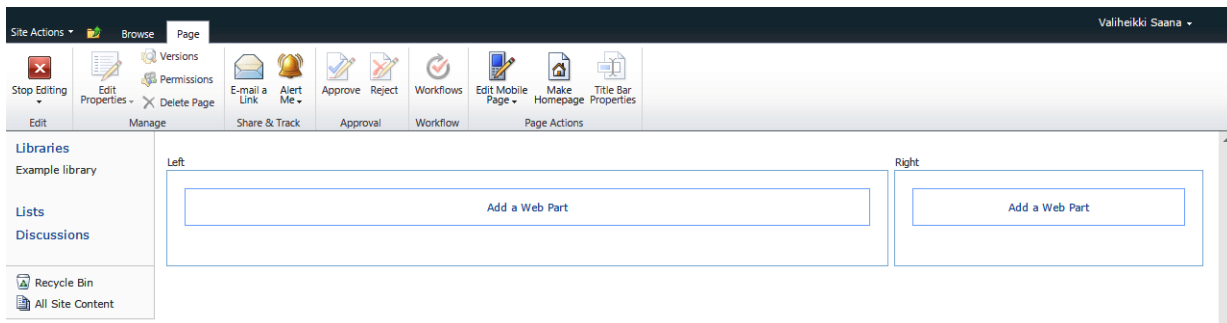 Valiheikki Saana
Site Actions Browse Page
Versions
Permissions
Delete Page
Stop Editing
Edit Properties
E-mail a Link
Alert Me
Approve
Reject
Workflows
Edit Mobile Page
Make Homepage
Title Bar Properties
Edit Manage Share & Track Approval Workflow Page Actions
Libraries
Example library
Lists
Discussions
Recycle Bin
All Site Content
Left Right
Add a Web Part Add a Web Part